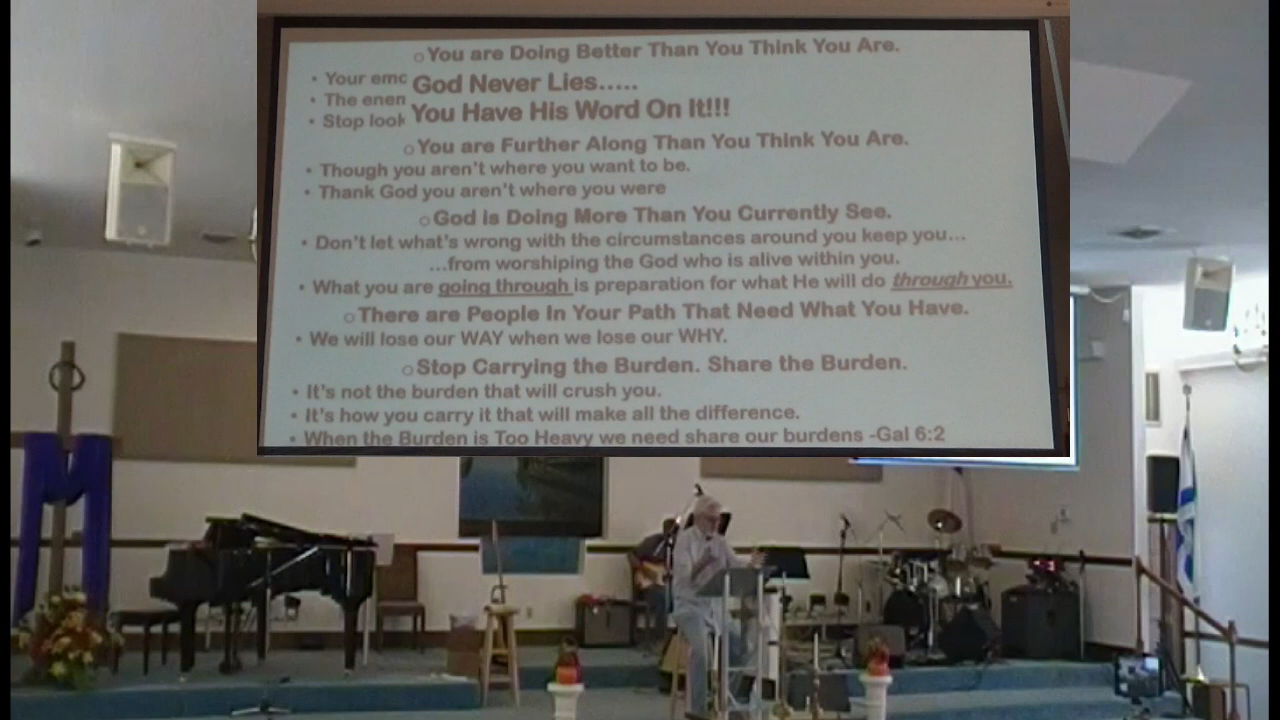 You are Doing Better Than You Think You Are.
• Your emo
God Never Lies.....
• The enen
You Have His Word On It!!!
• Stop look
You are Further Along Than You Think You Are.
• Though you aren't where you want to be.
• Thank God you aren't where you were
God is Doing More Than You Currently See.
• Don't let what's wrong with the circumstances around you keep you...
...from worshiping the God who is alive within you.
• What you are going through is preparation for what He will do through you.
There are People In Your Path That Need What You Have.
• We will lose our WAY when we lose our WHY.
Stop Carrying the Burden. Share the Burden.
• It's not the burden that will crush you.
• It's how you carry it that will make all the difference.
• When the Burden is Too Heavy we need share our burdens -Gal 6:2